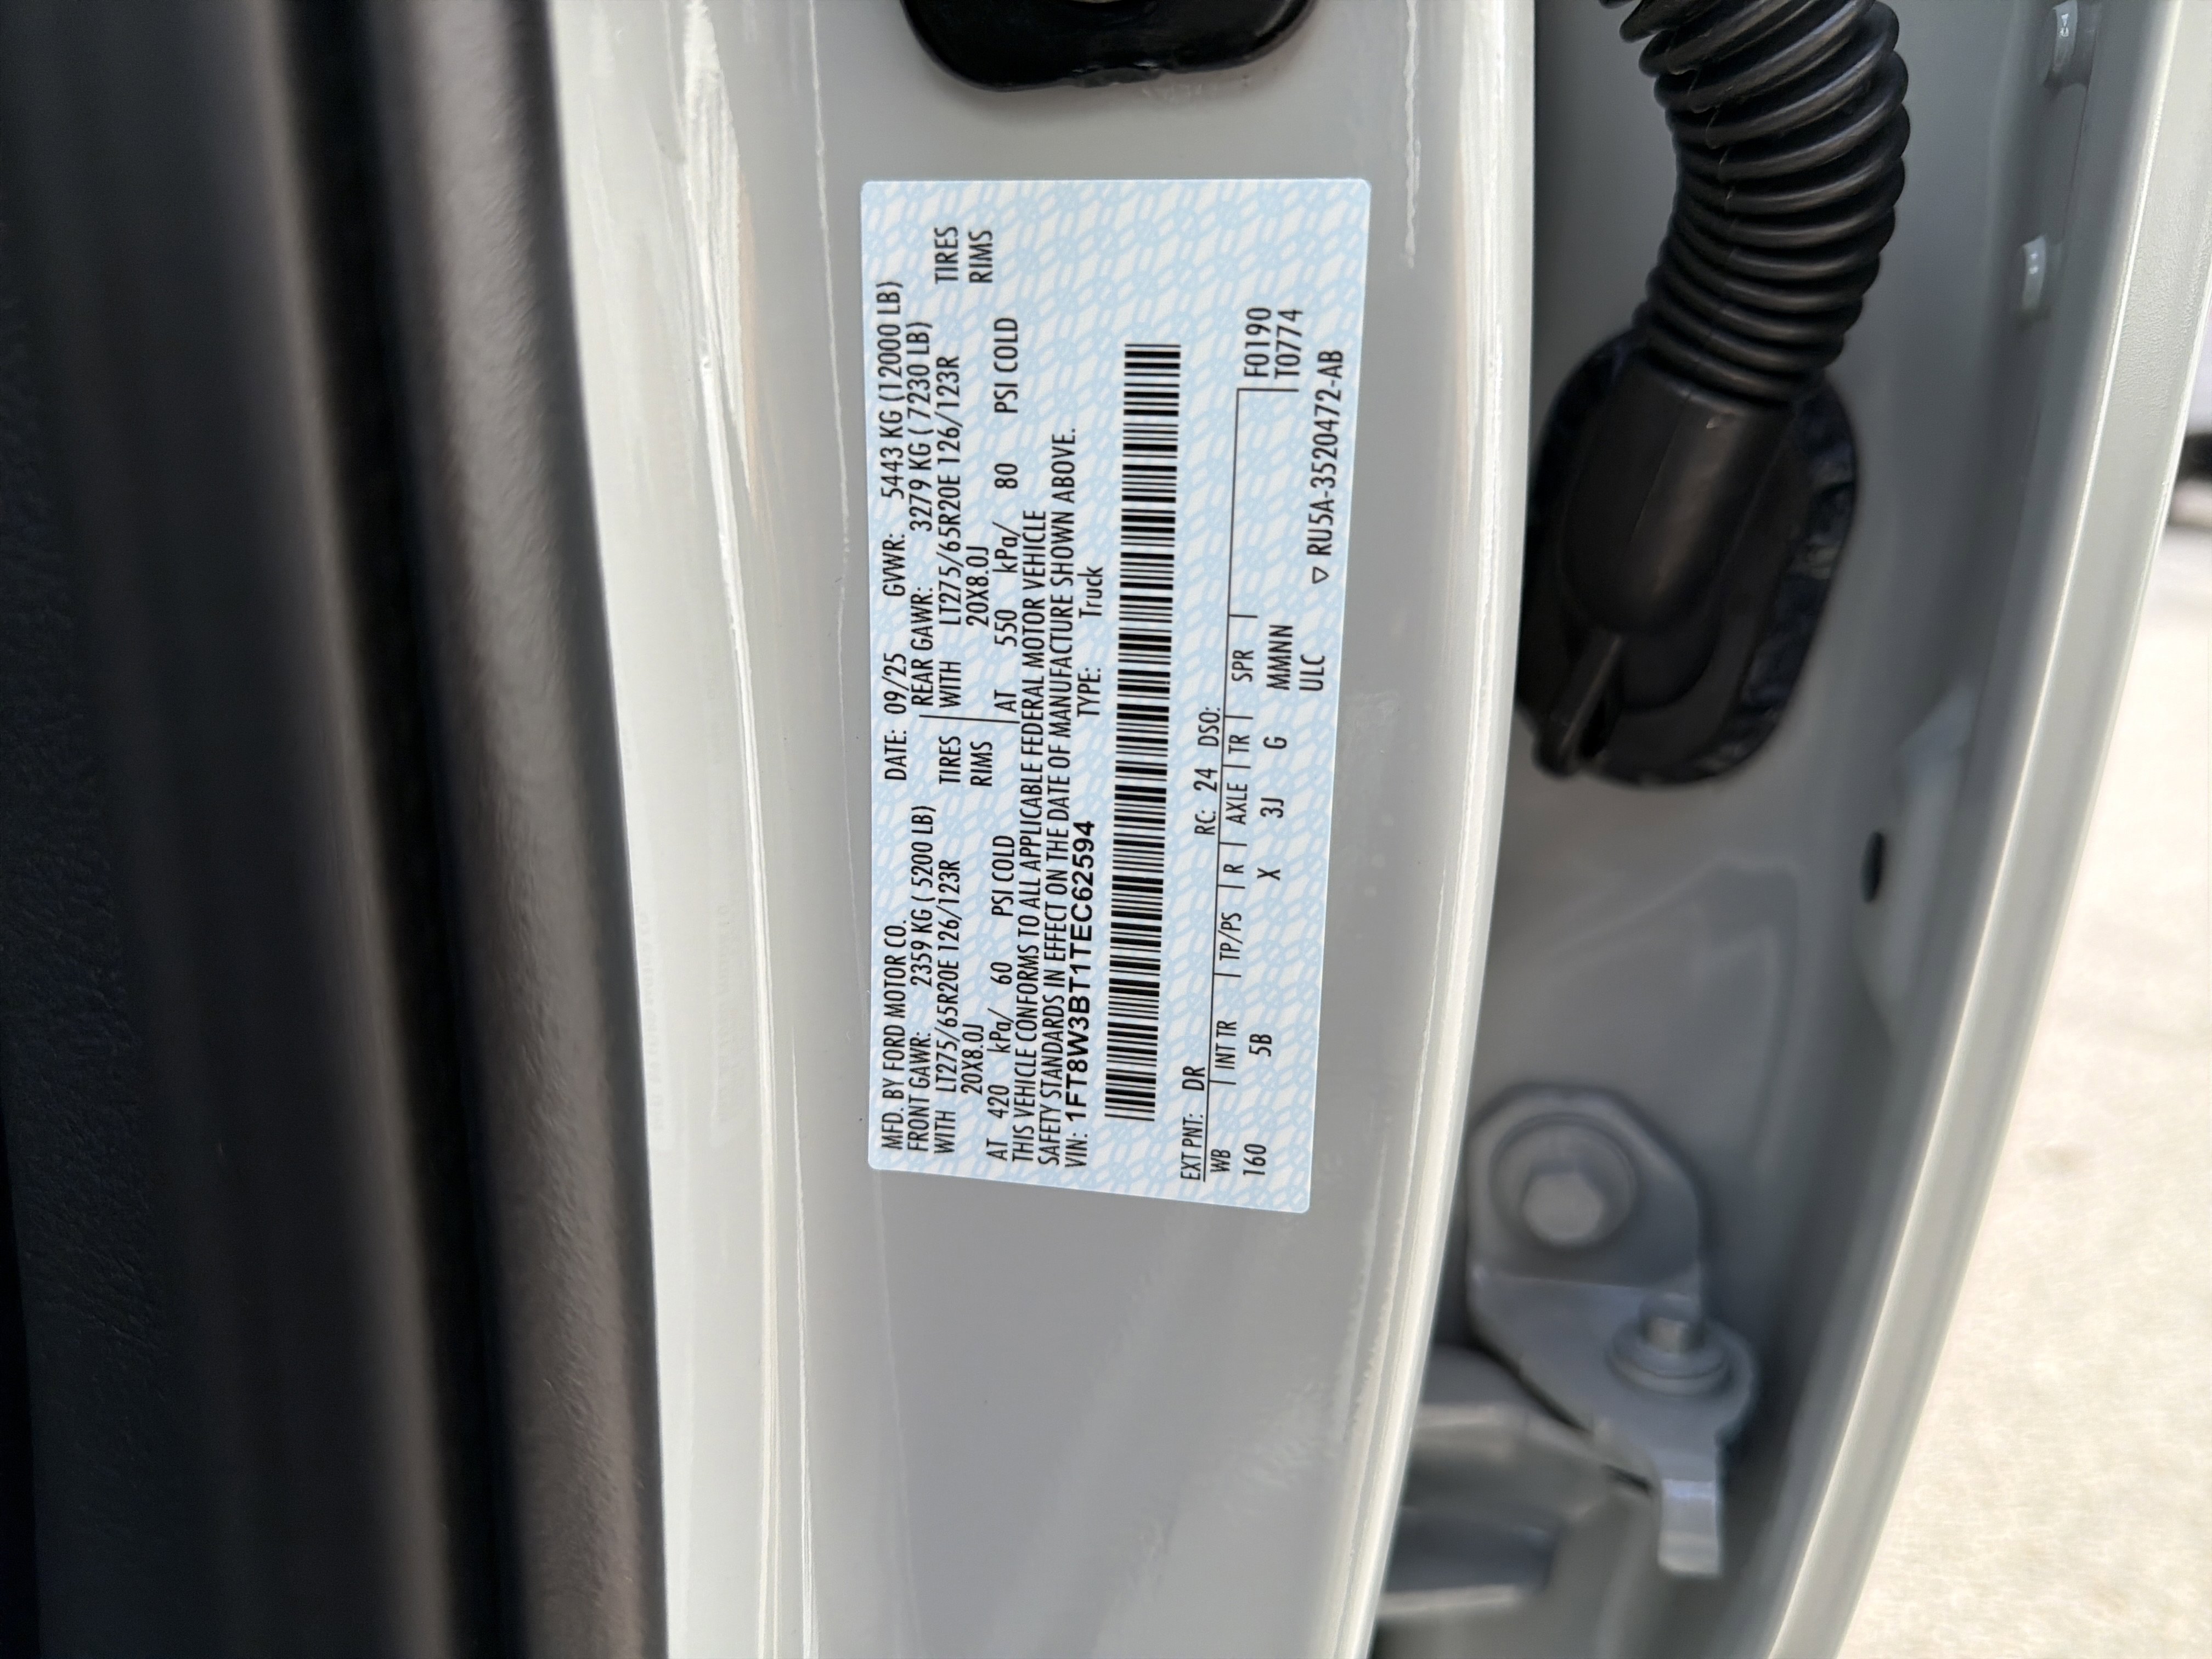 MFD. BY FORD MOTOR CO. DATE: 09/25 GVWR: 5443 KG (12000 LB)
FRONT GAWR: 2359 KG ( 5200 LB) REAR GAWR: 3279 KG ( 7230 LB)
WITH LT275/65R20E 126/123R TIRES WITH LT275/65R20E 126/123R TIRES
20X8.0J RIMS 20X8.0J RIMS
AT 420 kPa/ 60 PSI COLD AT 550 kPa/ 80 PSI COLD
THIS VEHICLE CONFORMS TO ALL APPLICABLE FEDERAL MOTOR VEHICLE
SAFETY STANDARDS IN EFFECT ON THE DATE OF MANUFACTURE SHOWN ABOVE.
VIN: 1FT8W3BT1TEC62594 TYPE: Truck
EXT PNT: DR RC: 24 DSO: F0190
WB INT TR TP/PS R AXLE TR SPR T0774
160 5B X 3J G MMNN
ULC ▽ RU5A-3520472-AB